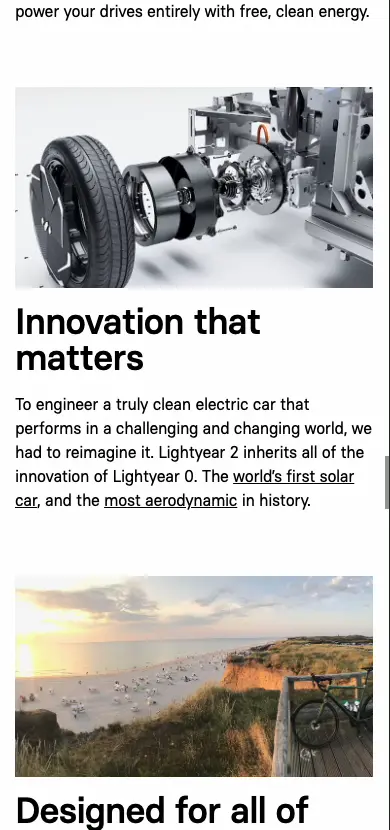 power your drives entirely with free, clean energy.
Innovation that
matters
To engineer a truly clean electric car that
performs in a challenging and changing world, we
had to reimagine it. Lightyear 2 inherits all of the
innovation of Lightyear 0. The world’s first solar
car, and the most aerodynamic in history.
Designed for all of